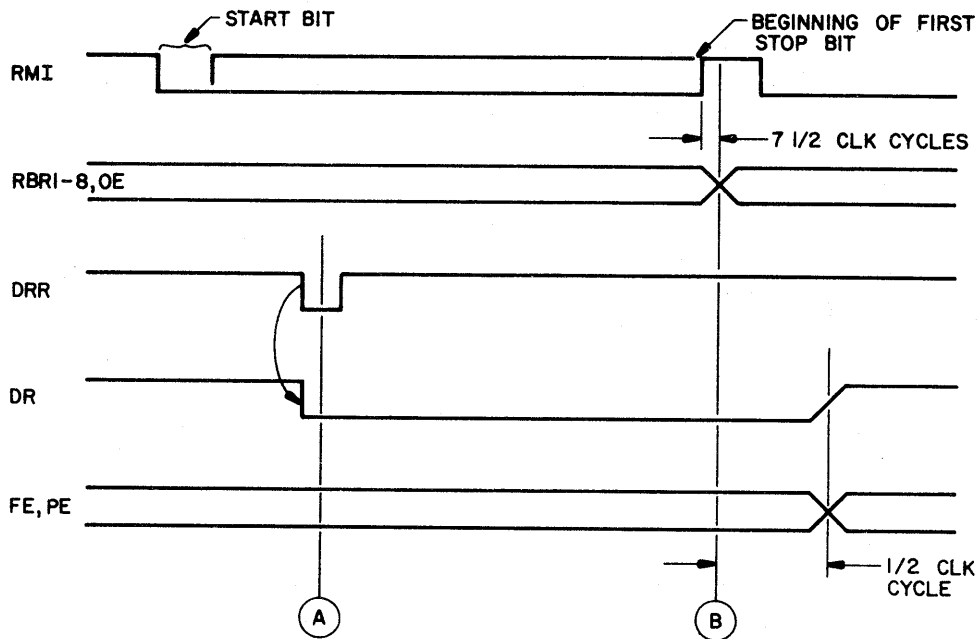 START BIT
BEGINNING OF FIRST
STOP BIT
RMI
7 1/2 CLK CYCLES
RBR1-8,OE
DRR
DR
FE, PE
1/2 CLK
CYCLE
A
B